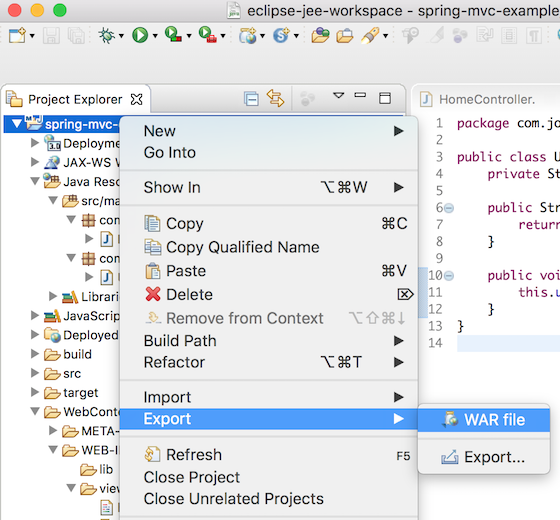 eclipse-jee-workspace - spring-mvc-example
Project Explorer
spring-mvc-
Deployme
JAX-WS W
Java Reso
src/ma
com
com
Librarie
JavaScrip
Deployed
build
src
target
WebConte
META-
WEB-I
lib
view
New
Go Into
Show In ⌥⌘W
Copy ⌘C
Copy Qualified Name
Paste ⌘V
Delete ⌦
Remove from Context ⌥⇧⌘↓
Build Path
Refactor ⌥⌘T
Import
Export
Refresh F5
Close Project
Close Unrelated Projects
WAR file
Export...
HomeController.
1 package com.jo
2
3 public class U
4 private St
5
6 public Str
7 return
8 }
9
10 public voi
11 this.u
12 }
13 }
14